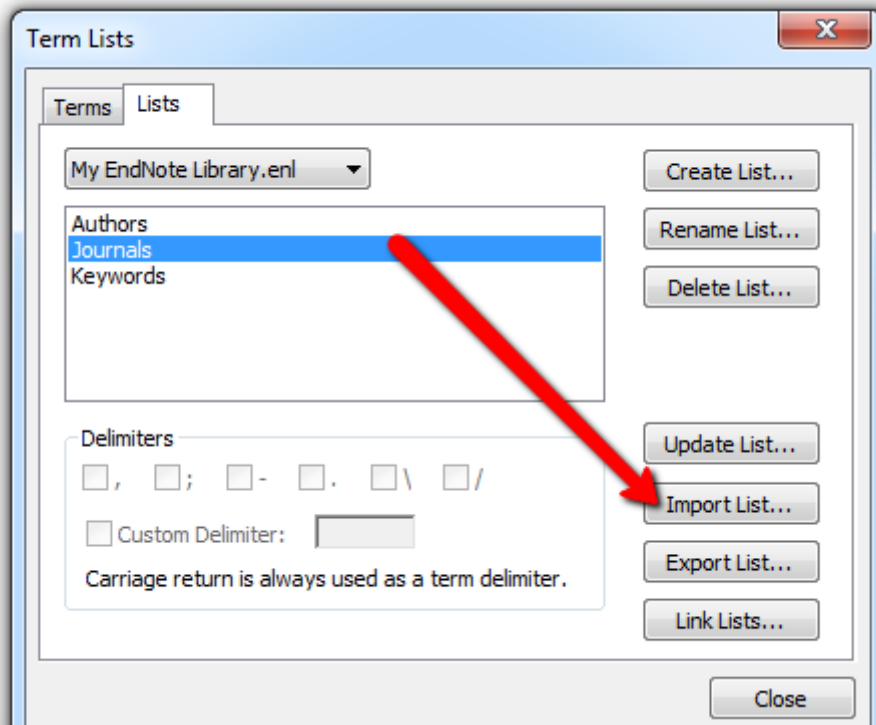 Term Lists
Terms
Lists
My EndNote Library.enl
Create List...
Authors
Journals
Keywords
Rename List...
Delete List...
Delimiters
, ; - . \ /
Custom Delimiter:
Carriage return is always used as a term delimiter.
Update List...
Import List...
Export List...
Link Lists...
Close